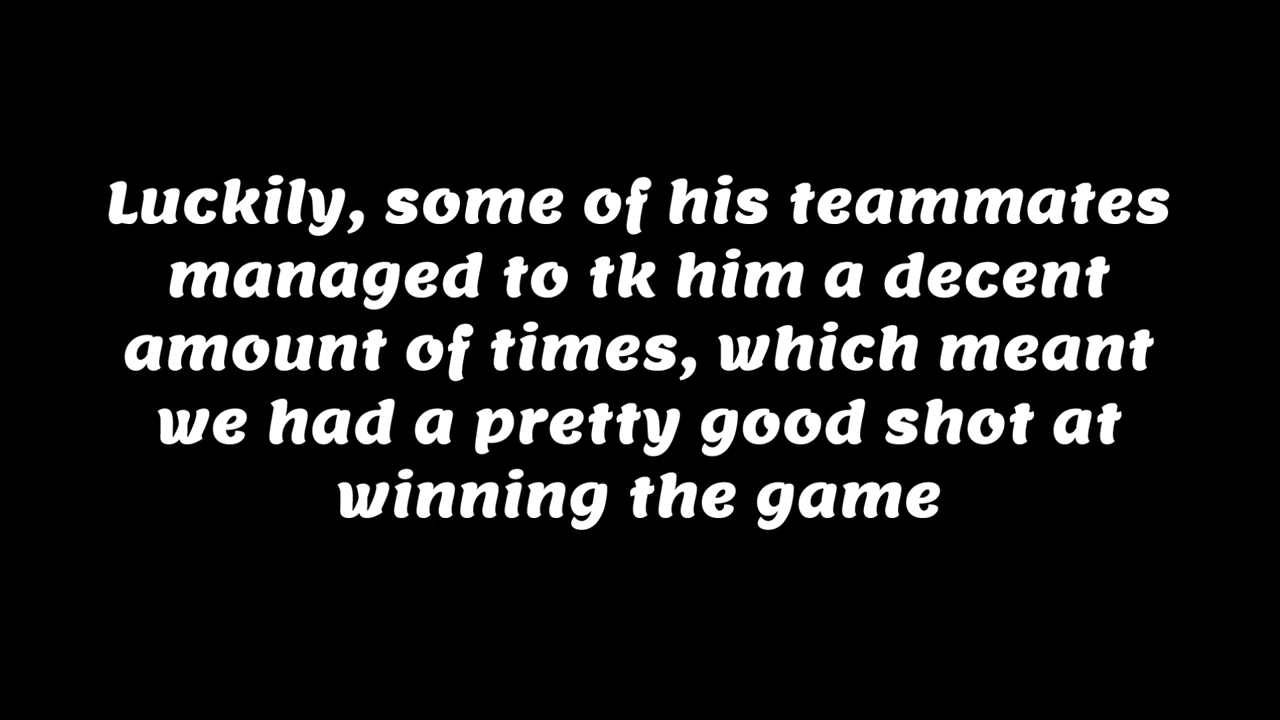 Luckily, some of his teammates
managed to tk him a decent
amount of times, which meant
we had a pretty good shot at
winning the game